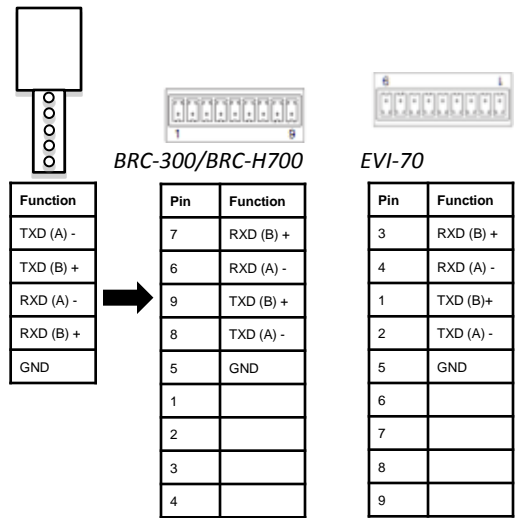 1 9
6 1
BRC-300/BRC-H700 EVI-70
Function
TXD (A) -
TXD (B) +
RXD (A) -
RXD (B) +
GND
Pin Function
7 RXD (B) +
6 RXD (A) -
9 TXD (B) +
8 TXD (A) -
5 GND
1
2
3
4
Pin Function
3 RXD (B) +
4 RXD (A) -
1 TXD (B)+
2 TXD (A) -
5 GND
6
7
8
9